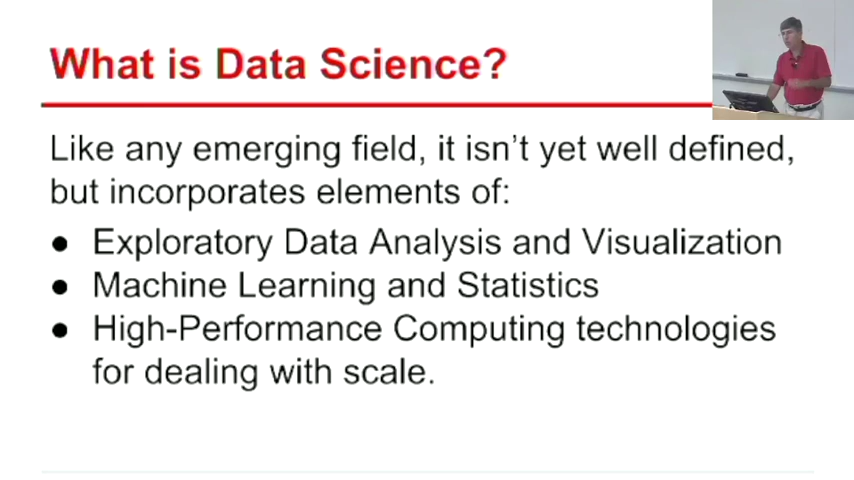 What is Data Science?
Like any emerging field, it isn't yet well defined,
but incorporates elements of:
● Exploratory Data Analysis and Visualization
● Machine Learning and Statistics
● High-Performance Computing technologies
for dealing with scale.